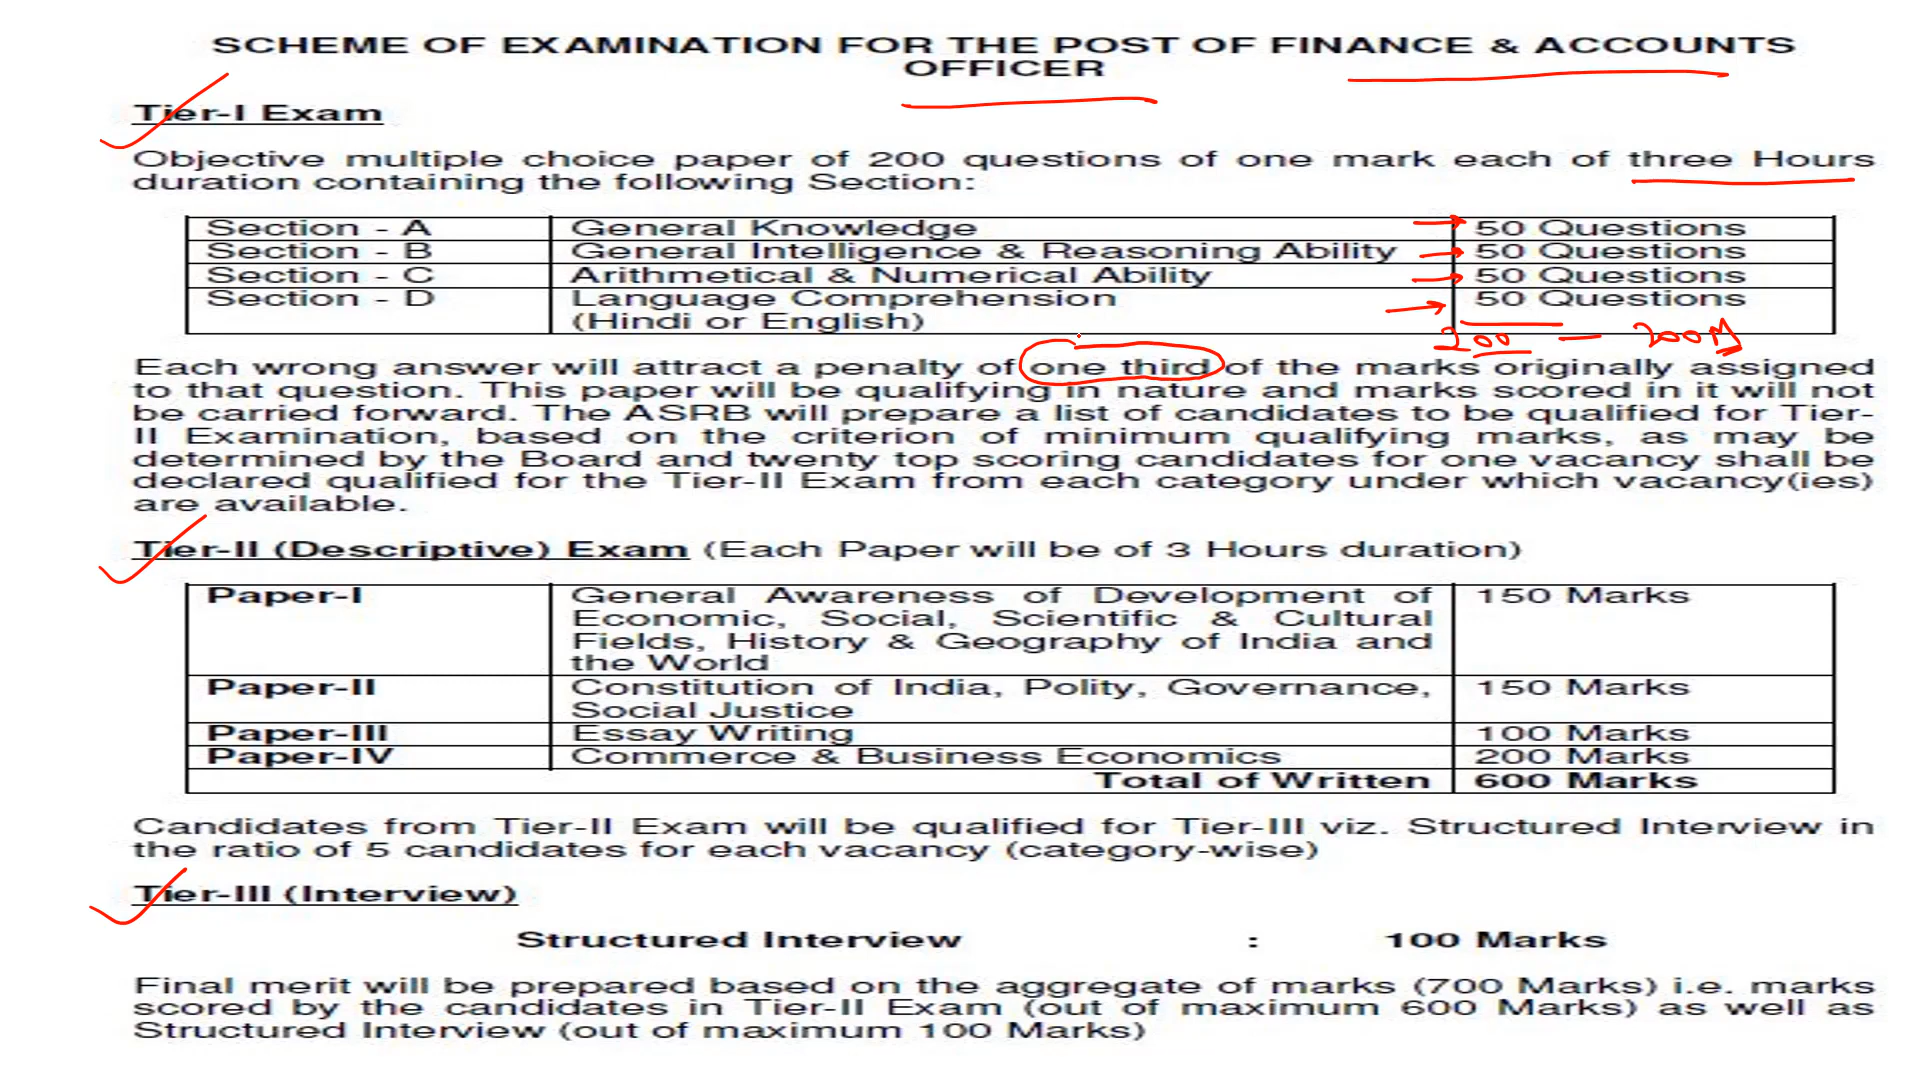 SCHEME OF EXAMINATION FOR THE POST OF FINANCE & ACCOUNTS
OFFICER
Tier-I Exam
Objective multiple choice paper of 200 questions of one mark each of three Hours
duration containing the following Section:
Section - A General Knowledge 50 Questions
Section - B General Intelligence & Reasoning Ability 50 Questions
Section - C Arithmetical & Numerical Ability 50 Questions
Section - D Language Comprehension 50 Questions
(Hindi or English)
200 — 200M
Each wrong answer will attract a penalty of one third of the marks originally assigned
to that question. This paper will be qualifying in nature and marks scored in it will not
be carried forward. The ASRB will prepare a list of candidates to be qualified for Tier-
II Examination, based on the criterion of minimum qualifying marks, as may be
determined by the Board and twenty top scoring candidates for one vacancy shall be
declared qualified for the Tier-II Exam from each category under which vacancy(ies)
are available.
Tier-II (Descriptive) Exam (Each Paper will be of 3 Hours duration)
Paper-I General Awareness of Development of 150 Marks
Economic, Social, Scientific & Cultural
Fields, History & Geography of India and
the World
Paper-II Constitution of India, Polity, Governance, 150 Marks
Social Justice
Paper-III Essay Writing 100 Marks
Paper-IV Commerce & Business Economics 200 Marks
Total of Written 600 Marks
Candidates from Tier-II Exam will be qualified for Tier-III viz. Structured Interview in
the ratio of 5 candidates for each vacancy (category-wise)
Tier-III (Interview)
Structured Interview : 100 Marks
Final merit will be prepared based on the aggregate of marks (700 Marks) i.e. marks
scored by the candidates in Tier-II Exam (out of maximum 600 Marks) as well as
Structured Interview (out of maximum 100 Marks)